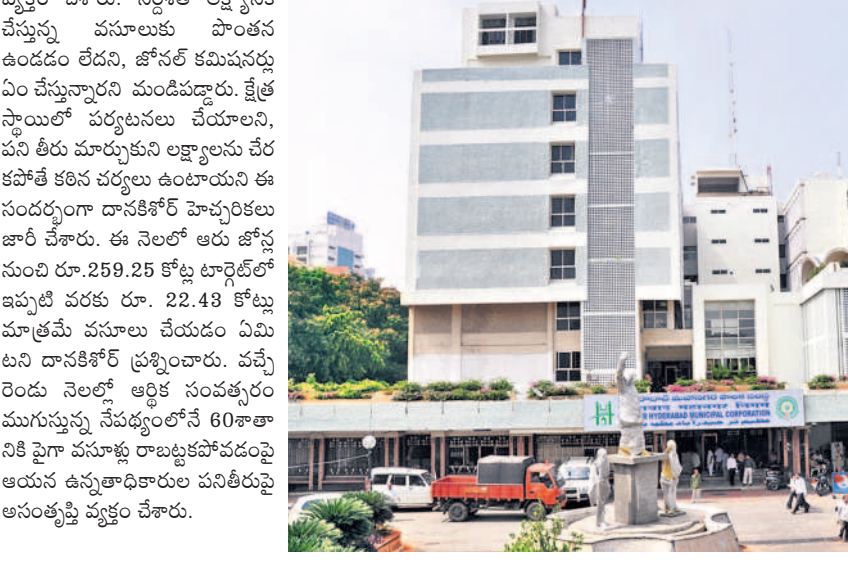 వ్యక్తం చేశారు. నిర్దేశిత లక్ష్యానికి
చేస్తున్న వసూలుకు పొంతన
ఉండడం లేదని, జోనల్ కమిషనర్లు
ఏం చేస్తున్నారని మండిపడ్డారు. క్షేత్ర
స్థాయిలో పర్యటనలు చేయాలని,
పని తీరు మార్చుకుని లక్ష్యాలను చేర
కపోతే కఠిన చర్యలు ఉంటాయని ఈ
సందర్భంగా దానకిశోర్ హెచ్చరికలు
జారీ చేశారు. ఈ నెలలో ఆరు జోన్ల
నుంచి రూ.259.25 కోట్ల టార్గెట్‌లో
ఇప్పటి వరకు రూ. 22.43 కోట్లు
మాత్రమే వసూలు చేయడం ఏమి
టని దానకిశోర్ ప్రశ్నించారు. వచ్చే
రెండు నెలల్లో ఆర్థిక సంవత్సరం
ముగుస్తున్న నేపథ్యంలోనే 60శాతా
నికి పైగా వసూళ్లు రాబట్టకపోవడంపై
ఆయన ఉన్నతాధికారుల పనితీరుపై
అసంతృప్తి వ్యక్తం చేశారు.
HYDERABAD MUNICIPAL CORPORATION